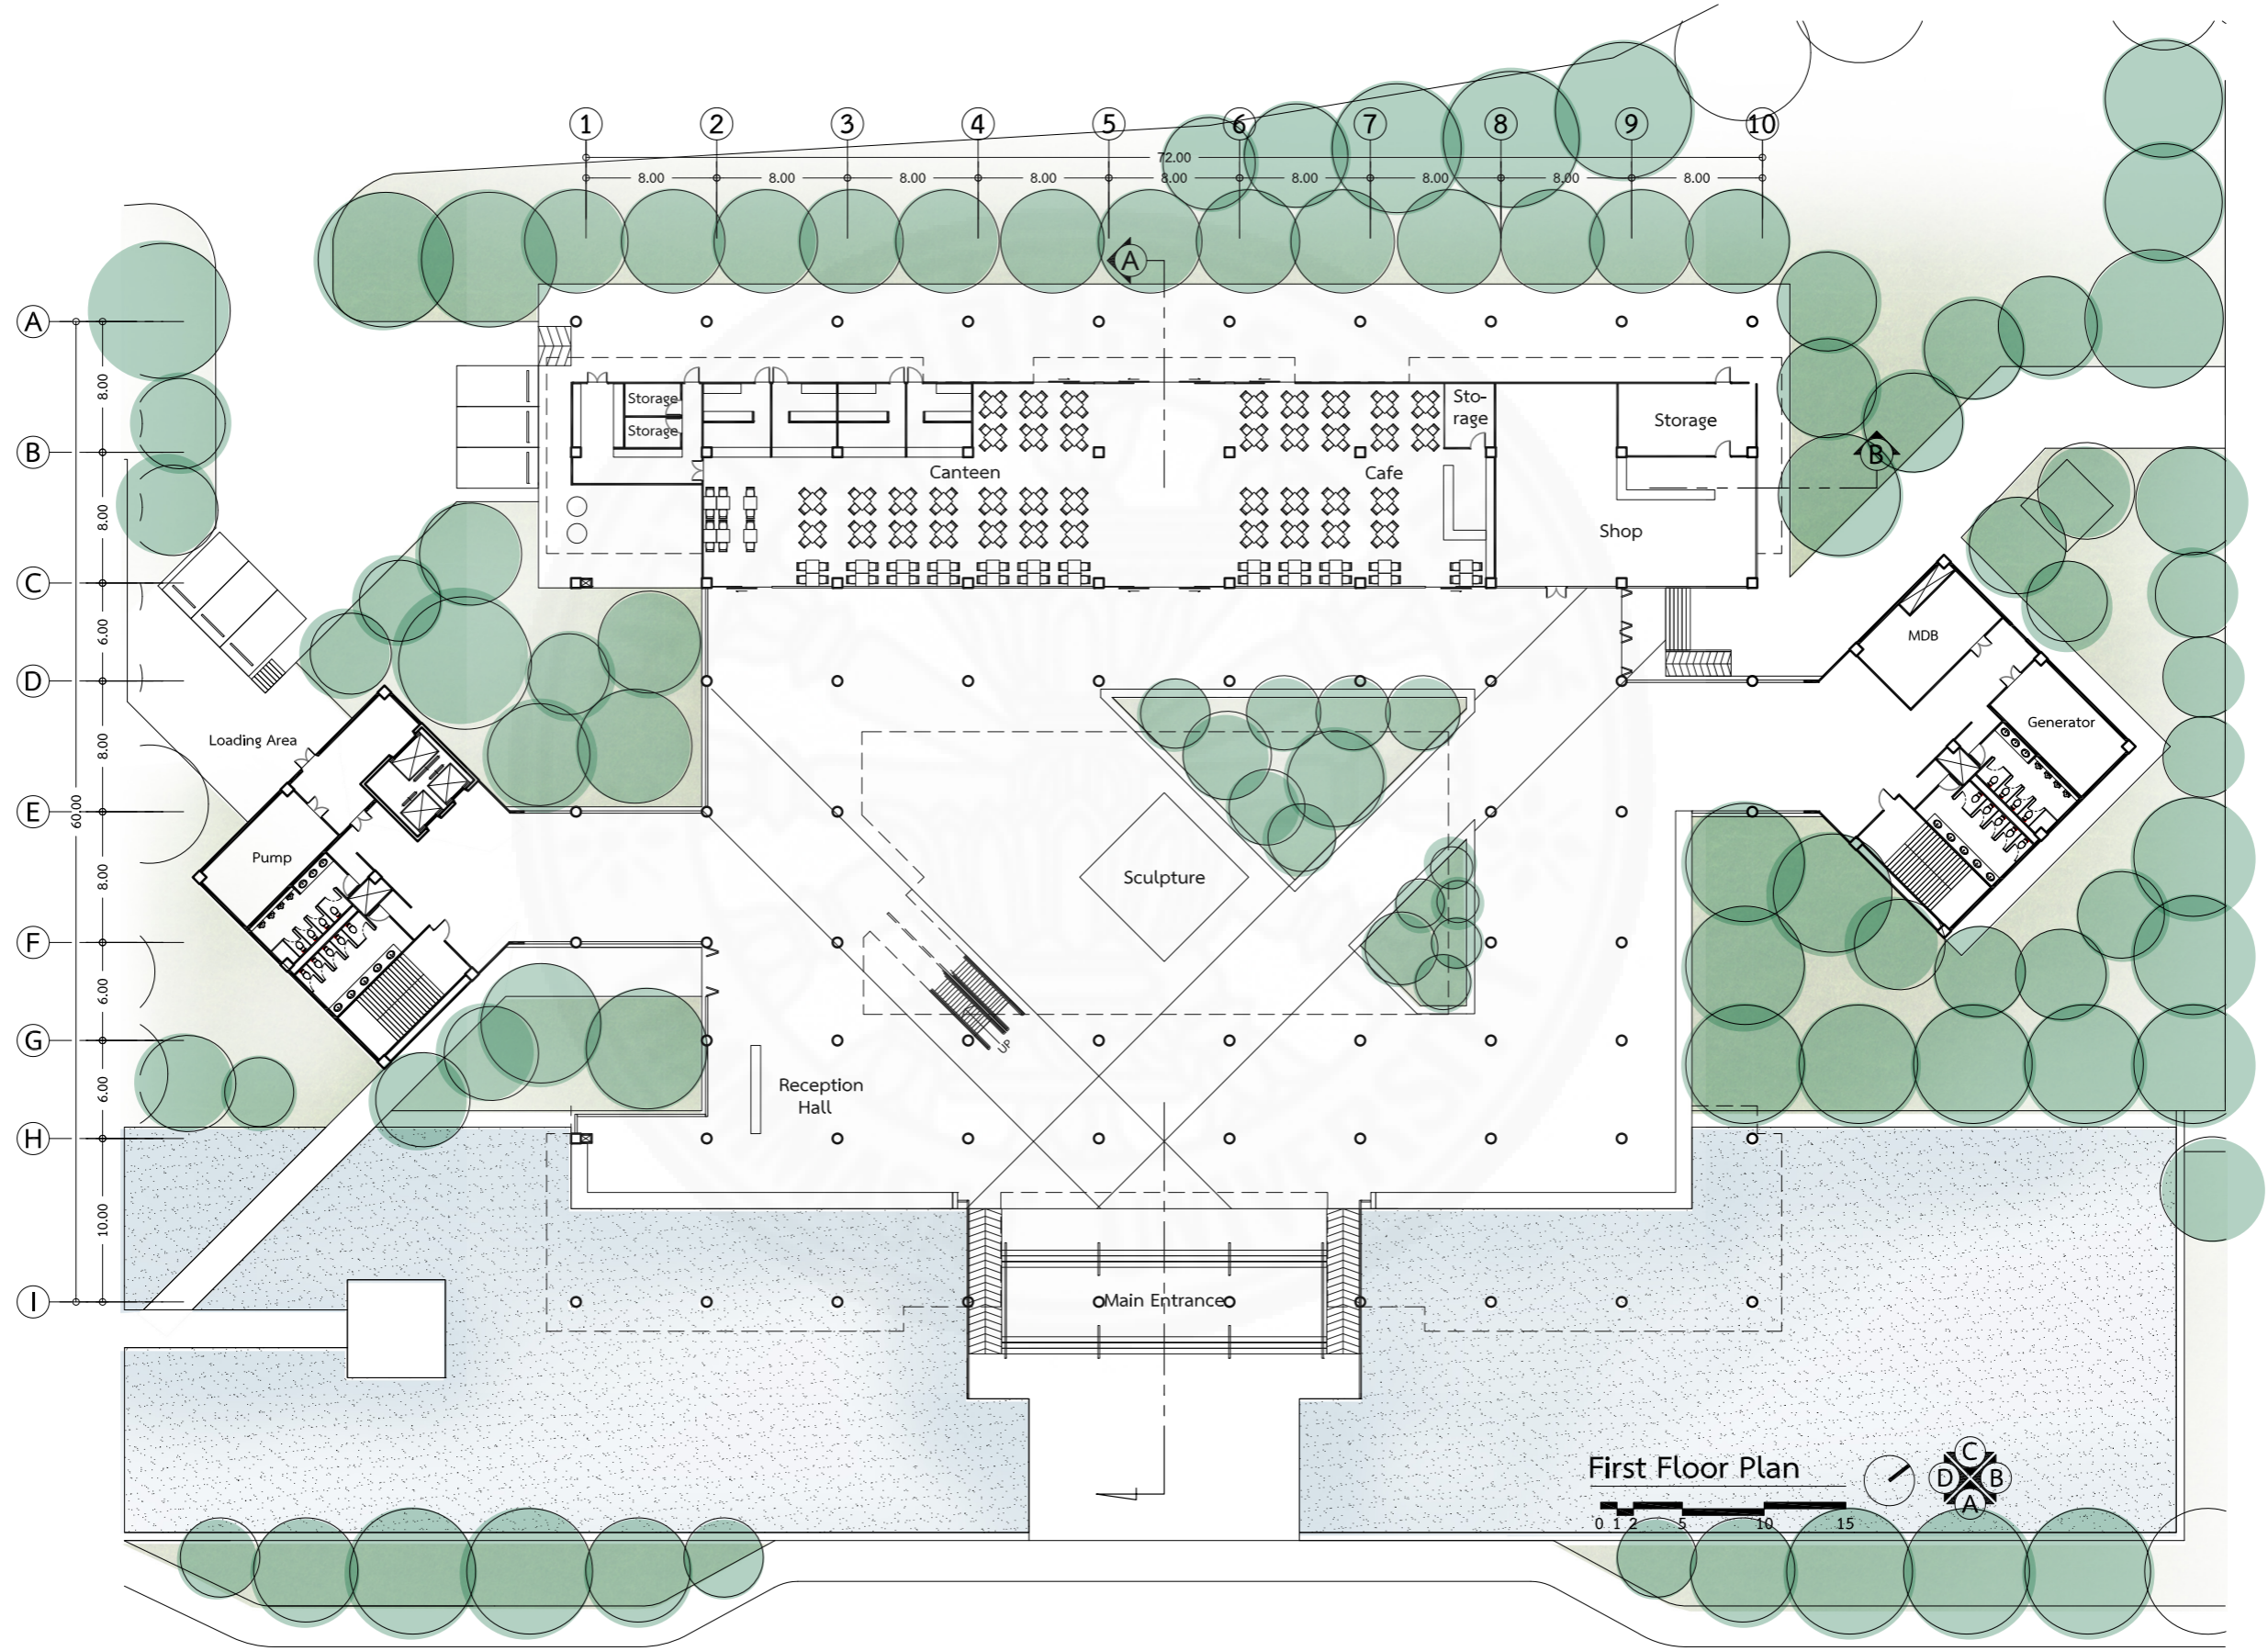 1 2 3 4 5 6 7 8 9 10
72.00
8.00 8.00 8.00 8.00 8.00 8.00 8.00 8.00 8.00
A
A
8.00
Storage
Storage
Sto-
rage
Storage
B
B
Canteen
Cafe
8.00
Shop
C
6.00
MDB
D
Generator
Loading Area
8.00
E
60.00
Pump
Sculpture
8.00
F
6.00
G
UP
Reception
Hall
6.00
H
10.00
I
Main Entrance
First Floor Plan
C
D B
A
0 1 2 5 10 15